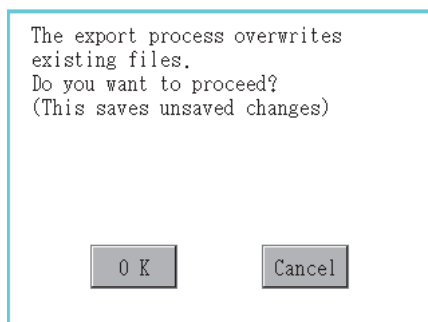 The export process overwrites
existing files.
Do you want to proceed?
(This saves unsaved changes)
O K
Cancel